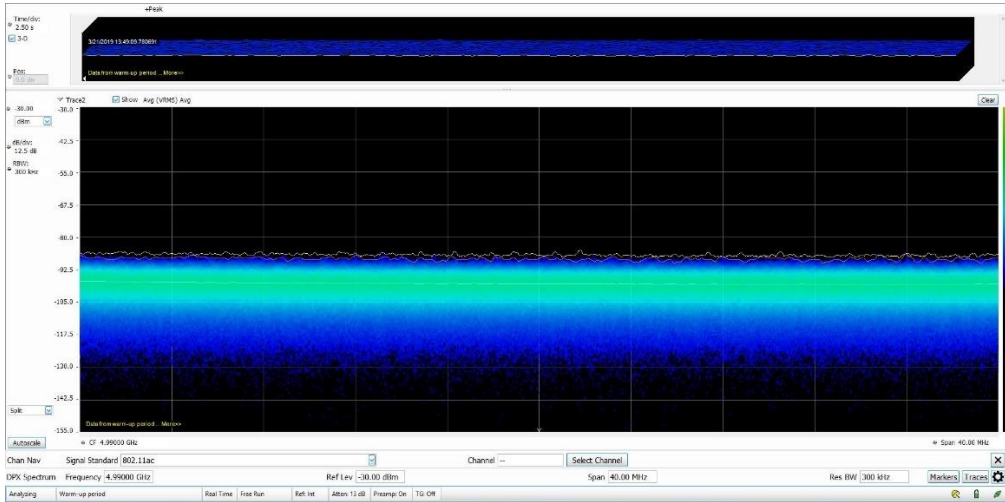 +Peak
Time/div:
2.50 s
3-D
3/21/2019 13:49:09.780691
Pos:
0.0 div
Data from warm-up period ...More>>
Trace2 Show Avg (VRMS) Avg Clear
-30.00
dBm
dB/div:
12.5 dB
RBW:
300 kHz
-30.0
-42.5
-55.0
-67.5
-80.0
-92.5
-105.0
-117.5
-130.0
-142.5
-155.0
Split
Data from warm-up period ...More>>
Autoscale CF 4.99000 GHz Span 40.00 MHz
Chan Nav Signal Standard 802.11ac Channel -- Select Channel
DPX Spectrum Frequency 4.99000 GHz Ref Lev -30.00 dBm Span 40.00 MHz Res BW 300 kHz Markers Traces
Analyzing Warm-up period Real Time Free Run Ref: Int Atten: 13 dB Preamp: On TG: Off